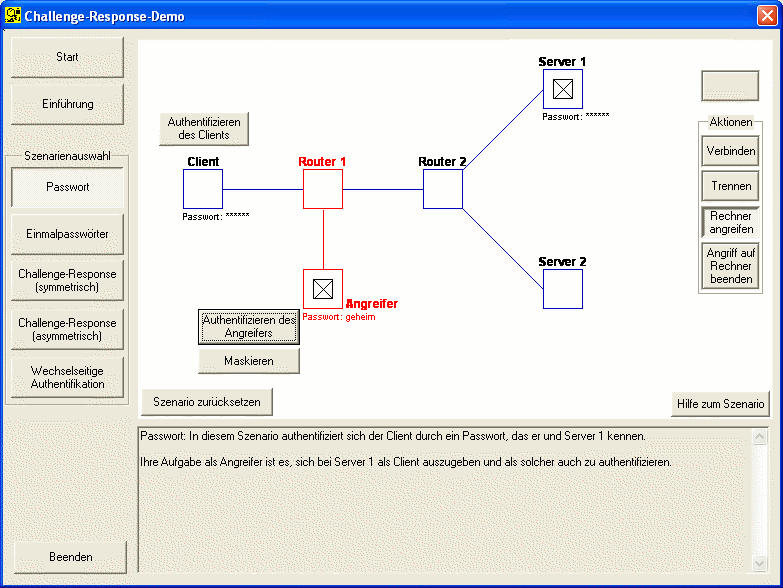 Challenge-Response-Demo
Start
Einführung
Szenarienauswahl
Passwort
Einmalpasswörter
Challenge-Response
(symmetrisch)
Challenge-Response
(asymmetrisch)
Wechselseitige
Authentifikation
Beenden
Authentifizieren
des Clients
Client
Passwort: ******
Router 1
Router 2
Server 1
Passwort: ******
Server 2
Angreifer
Passwort: geheim
Authentifizieren des
Angreifers
Maskieren
Szenario zurücksetzen
Hilfe zum Szenario
Aktionen
Verbinden
Trennen
Rechner
angreifen
Angriff auf
Rechner
beenden
Passwort: In diesem Szenario authentifiziert sich der Client durch ein Passwort, das er und Server 1 kennen.
Ihre Aufgabe als Angreifer ist es, sich bei Server 1 als Client auszugeben und als solcher auch zu authentifizieren.